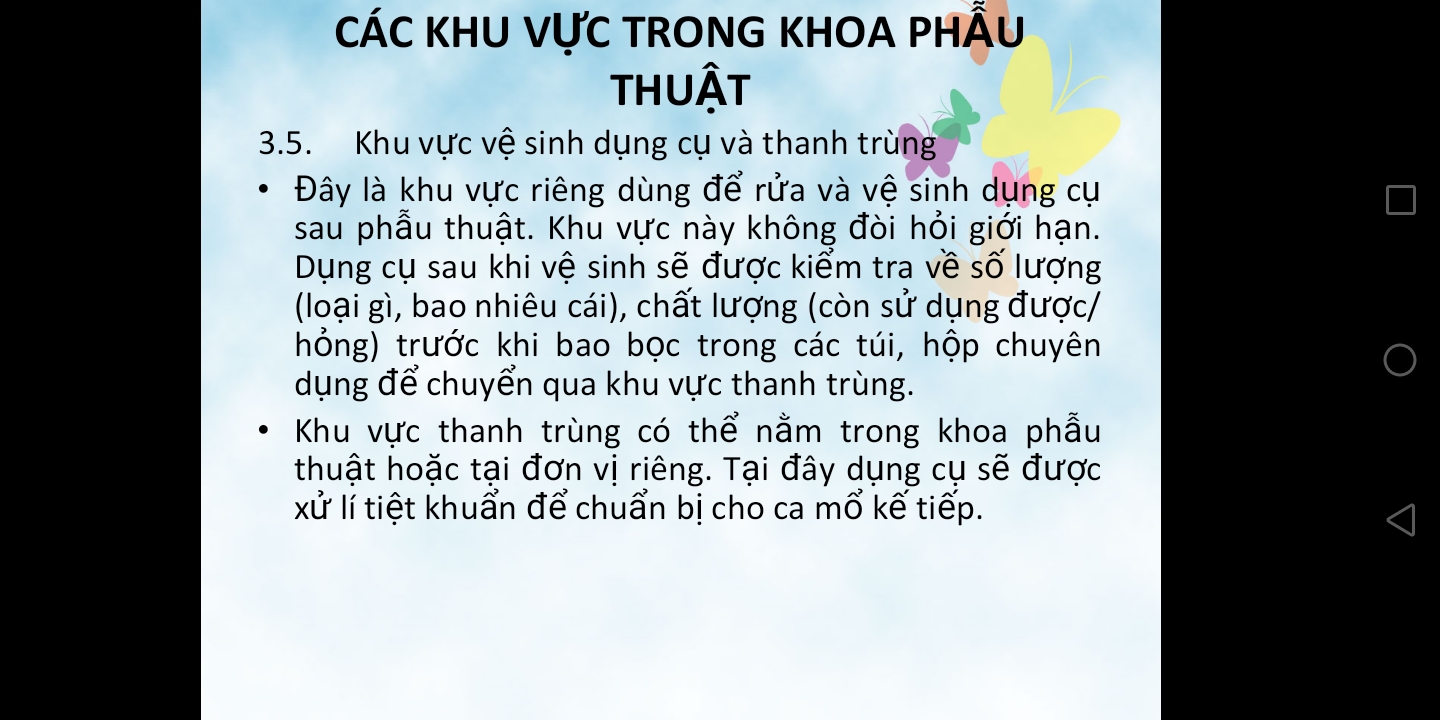 CÁC KHU VỰC TRONG KHOA PHẪU
THUẬT
3.5. Khu vực vệ sinh dụng cụ và thanh trùng
• Đây là khu vực riêng dùng để rửa và vệ sinh dụng cụ
sau phẫu thuật. Khu vực này không đòi hỏi giới hạn.
Dụng cụ sau khi vệ sinh sẽ được kiểm tra về số lượng
(loại gì, bao nhiêu cái), chất lượng (còn sử dụng được/
hỏng) trước khi bao bọc trong các túi, hộp chuyên
dụng để chuyển qua khu vực thanh trùng.
• Khu vực thanh trùng có thể nằm trong khoa phẫu
thuật hoặc tại đơn vị riêng. Tại đây dụng cụ sẽ được
xử lí tiệt khuẩn để chuẩn bị cho ca mổ kế tiếp.